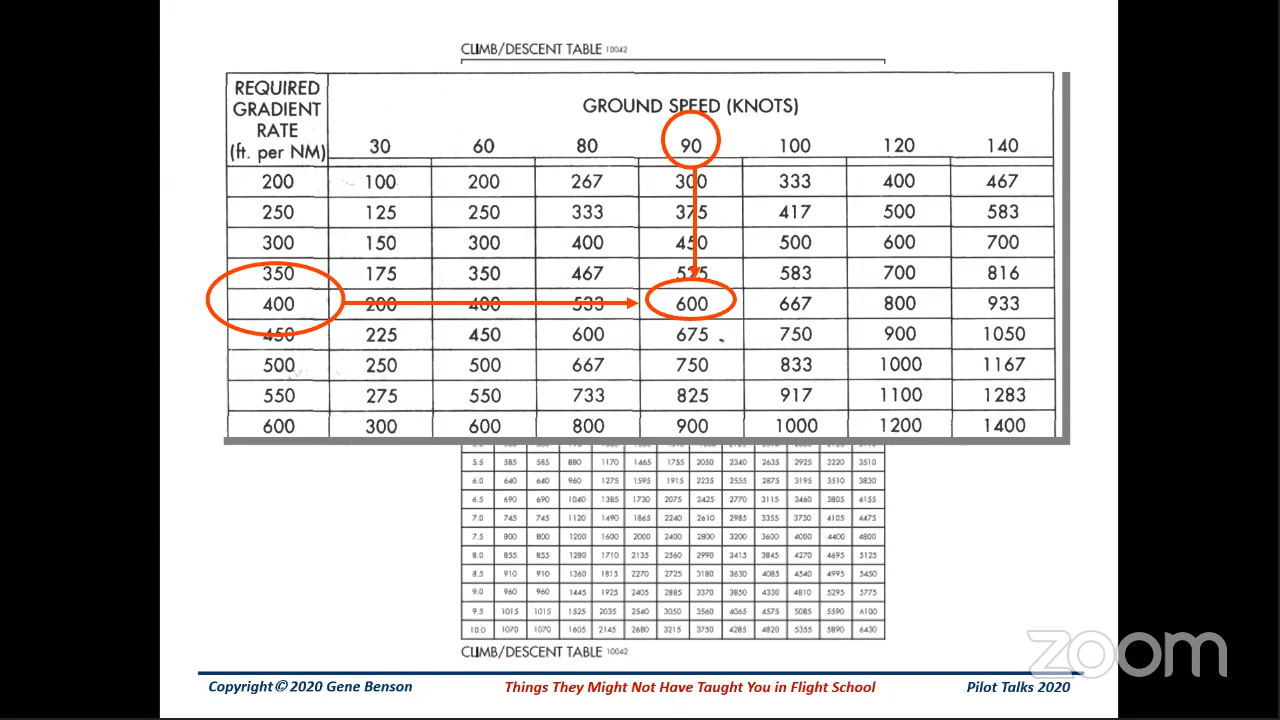 CLIMB/DESCENT TABLE 10042
REQUIRED
GRADIENT
RATE
(ft. per NM)
GROUND SPEED (KNOTS)
30 60 80 90 100 120 140
200 100 200 267 300 333 400 467
250 125 250 333 375 417 500 583
300 150 300 400 450 500 600 700
350 175 350 467 525 583 700 816
400 200 400 533 600 667 800 933
450 225 450 600 675 750 900 1050
500 250 500 667 750 833 1000 1167
550 275 550 733 825 917 1100 1283
600 300 600 800 900 1000 1200 1400
5.5 585 585 880 1170 1465 1755 2050 2340 2635 2925 3220 3510
6.0 640 640 960 1275 1595 1915 2235 2555 2875 3195 3510 3830
6.5 690 690 1040 1385 1730 2075 2425 2770 3115 3460 3805 4155
7.0 745 745 1120 1490 1865 2240 2610 2985 3355 3730 4105 4475
7.5 800 800 1200 1600 2000 2400 2800 3200 3600 4000 4400 4800
8.0 855 855 1280 1710 2135 2560 2990 3415 3845 4270 4695 5125
8.5 910 910 1360 1815 2270 2725 3180 3630 4085 4540 4995 5450
9.0 960 960 1445 1925 2405 2885 3370 3850 4330 4810 5295 5775
9.5 1015 1015 1525 2035 2540 3050 3560 4065 4575 5085 5590 6100
10.0 1070 1070 1605 2145 2680 3215 3750 4285 4820 5355 5890 6430
CLIMB/DESCENT TABLE 10042
zoom
Copyright © 2020 Gene Benson Things They Might Not Have Taught You in Flight School Pilot Talks 2020